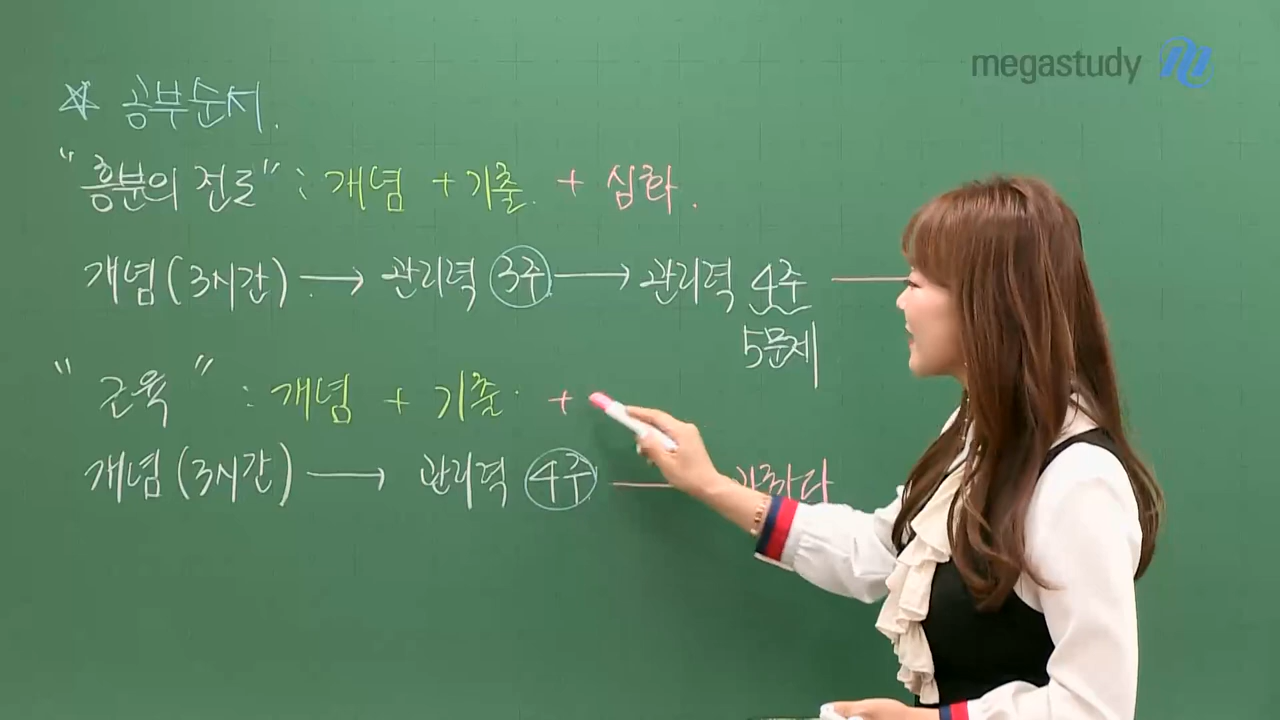 megastudy
☆ 공부순서.
"흥분의 전도" : 개념 + 기출. + 심화.
개념 (3시간) → 관리력 3주 → 관리력 4주
5문제
"근육" : 개념 + 기출. +
개념 (3시간) → 관리력 4주